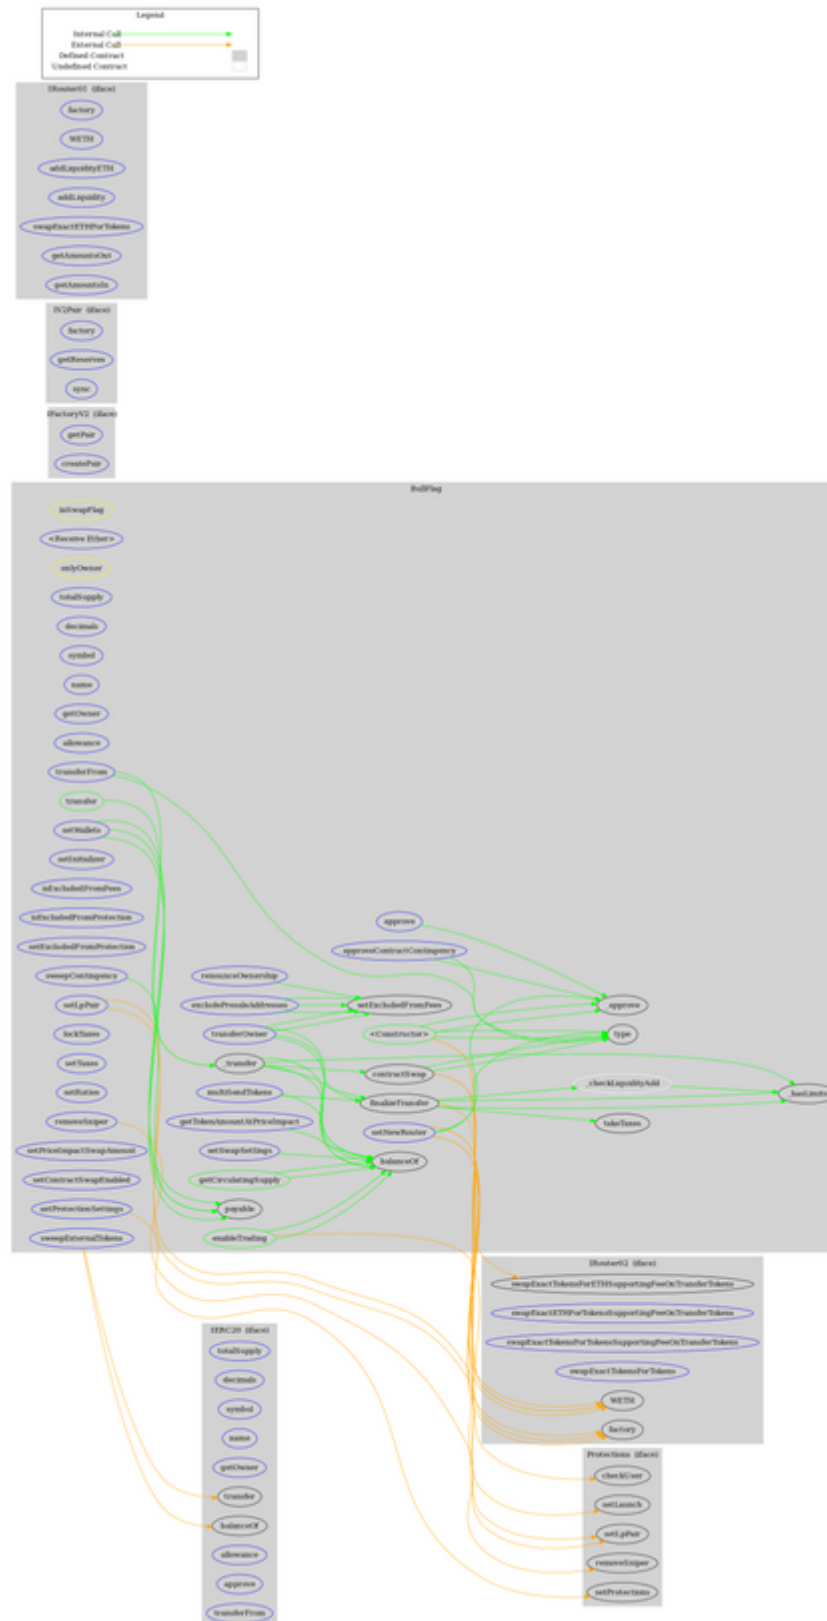 Legend
Internal Call
External Call
Defined Contract
Undefined Contract
IRouter01 (iface)
factory
WETH
addLiquidityETH
addLiquidity
swapExactETHForTokens
getAmountsOut
getAmountsIn
IV2Pair (iface)
factory
getReserves
sync
IFactoryV2 (iface)
getPair
createPair
BullFlag
inSwapFlag
<Receive Ether>
onlyOwner
totalSupply
decimals
symbol
name
getOwner
allowance
transferFrom
transfer
setWallets
setInitializer
isExcludedFromFees
isExcludedFromProtection
setExcludedFromProtection
sweepContingency
setLpPair
lockTaxes
setTaxes
setRatios
removeSniper
setPriceImpactSwapAmount
setContractSwapEnabled
setProtectionSettings
sweepExternalTokens
renounceOwnership
excludePresaleAddresses
transferOwner
_transfer
multiSendTokens
getTokenAmountAtPriceImpact
setSwapSettings
getCirculatingSupply
payable
enableTrading
approve
approveContractContingency
setExcludedFromFees
<Constructor>
contractSwap
finalizeTransfer
setNewRouter
balanceOf
_approve
type
_checkLiquidityAdd
_hasLimits
takeTaxes
IRouter02 (iface)
swapExactTokensForETHSupportingFeeOnTransferTokens
swapExactETHForTokensSupportingFeeOnTransferTokens
swapExactTokensForTokensSupportingFeeOnTransferTokens
swapExactTokensForTokens
WETH
factory
IERC20 (iface)
totalSupply
decimals
symbol
name
getOwner
transfer
balanceOf
allowance
approve
transferFrom
Protections (iface)
checkUser
setLaunch
setLpPair
removeSniper
setProtections